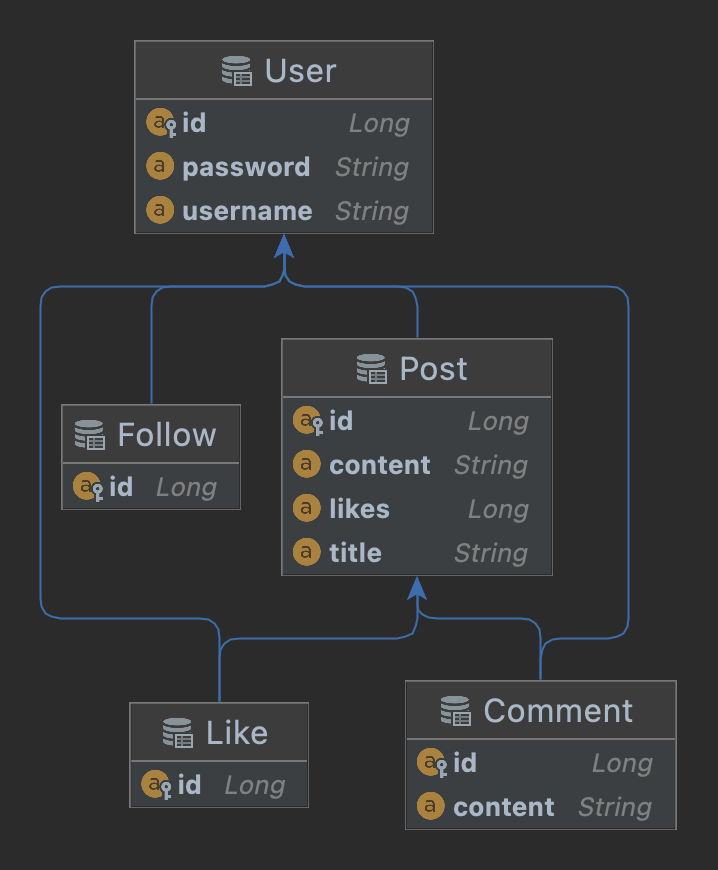 User
id Long
password String
username String
Post
id Long
content String
likes Long
title String
Follow
id Long
Like
id Long
Comment
id Long
content String